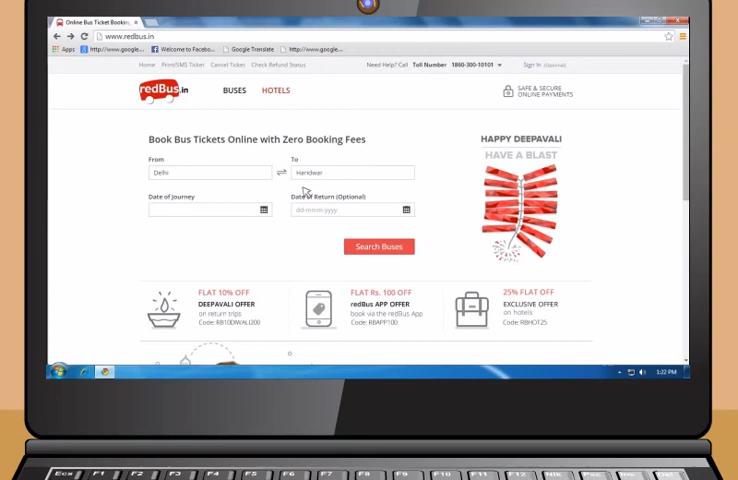 Online Bus Ticket Booking,
www.redbus.in
Apps http://www.google... Welcome to Facebo... Google Translate http://www.google...
Home Print/SMS Ticket Cancel Ticket Check Refund Status Need Help? Call Toll Number 1860-300-10101 Sign In (Optional)
redBus.in BUSES HOTELS SAFE & SECURE
ONLINE PAYMENTS
Book Bus Tickets Online with Zero Booking Fees
HAPPY DEEPAVALI
HAVE A BLAST
From To
Delhi Haridwar
Date of Journey Date of Return (Optional)
dd-mmm-yyyy
Search Buses
FLAT 10% OFF
DEEPAVALI OFFER
on return trips
Code: RB10DIWALI200
FLAT Rs. 100 OFF
redBus APP OFFER
book via the redBus App
Code: RBAPP100
25% FLAT OFF
EXCLUSIVE OFFER
on hotels
Code: RBHOT25
1:22 PM
F1 F2 F3 F4 F5 F6 F7 F8 F9 F10 F11 F12